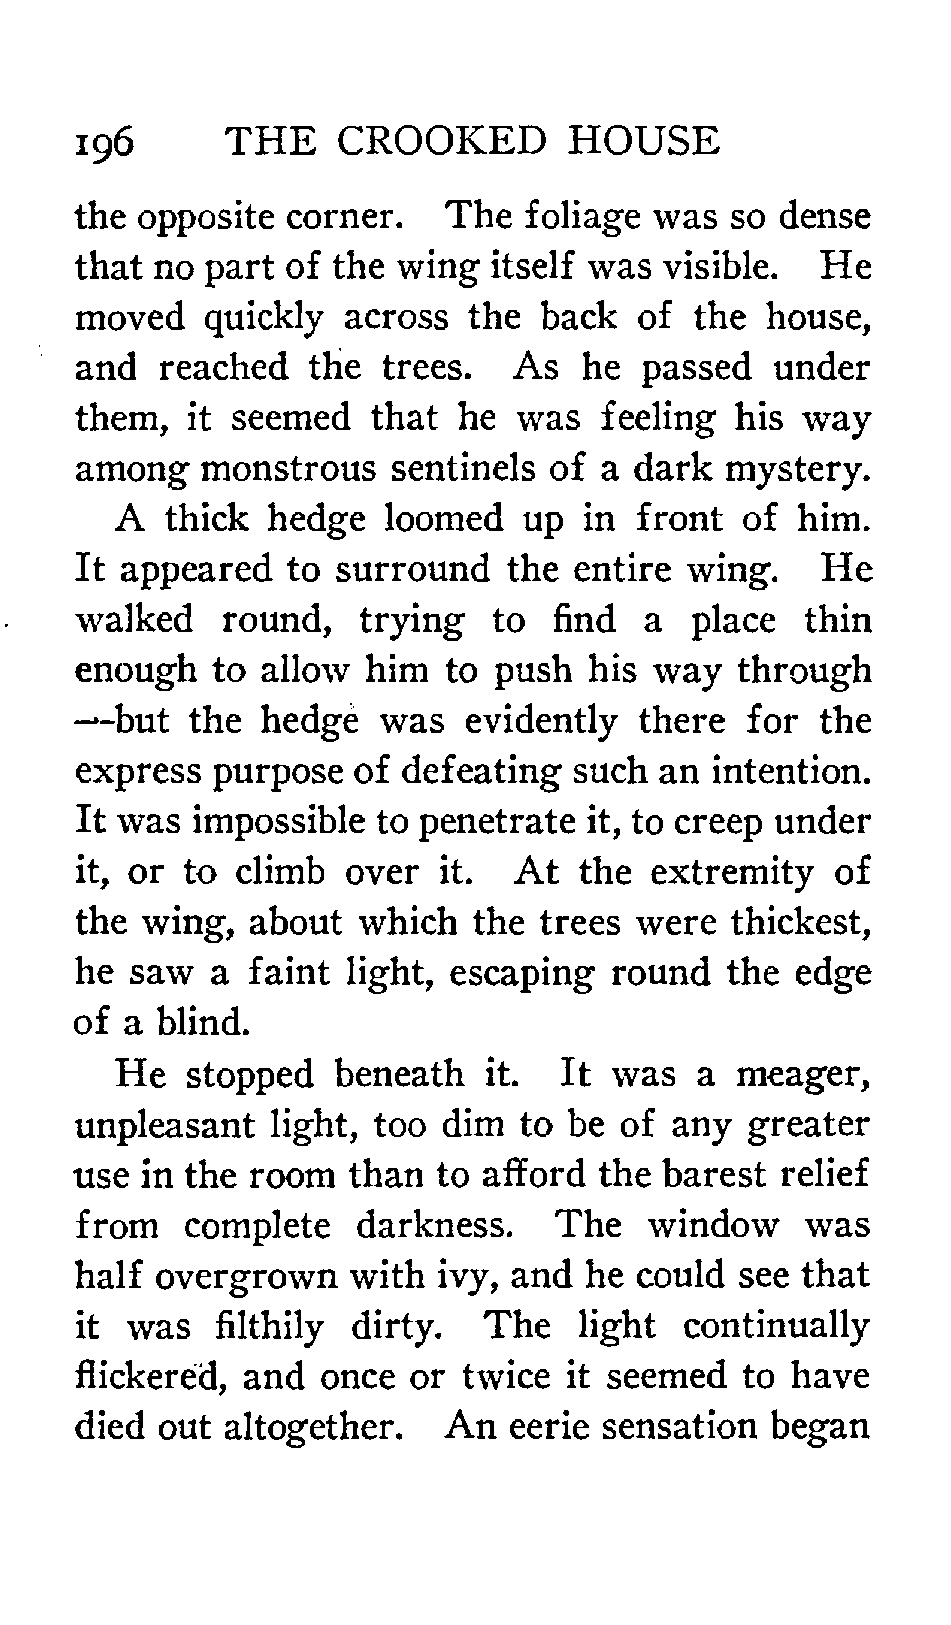 196 THE CROOKED HOUSE
the opposite corner. The foliage was so dense
that no part of the wing itself was visible. He
moved quickly across the back of the house,
and reached the trees. As he passed under
them, it seemed that he was feeling his way
among monstrous sentinels of a dark mystery.
A thick hedge loomed up in front of him.
It appeared to surround the entire wing. He
walked round, trying to find a place thin
enough to allow him to push his way through
—but the hedge was evidently there for the
express purpose of defeating such an intention.
It was impossible to penetrate it, to creep under
it, or to climb over it. At the extremity of
the wing, about which the trees were thickest,
he saw a faint light, escaping round the edge
of a blind.
He stopped beneath it. It was a meager,
unpleasant light, too dim to be of any greater
use in the room than to afford the barest relief
from complete darkness. The window was
half overgrown with ivy, and he could see that
it was filthily dirty. The light continually
flickered, and once or twice it seemed to have
died out altogether. An eerie sensation began